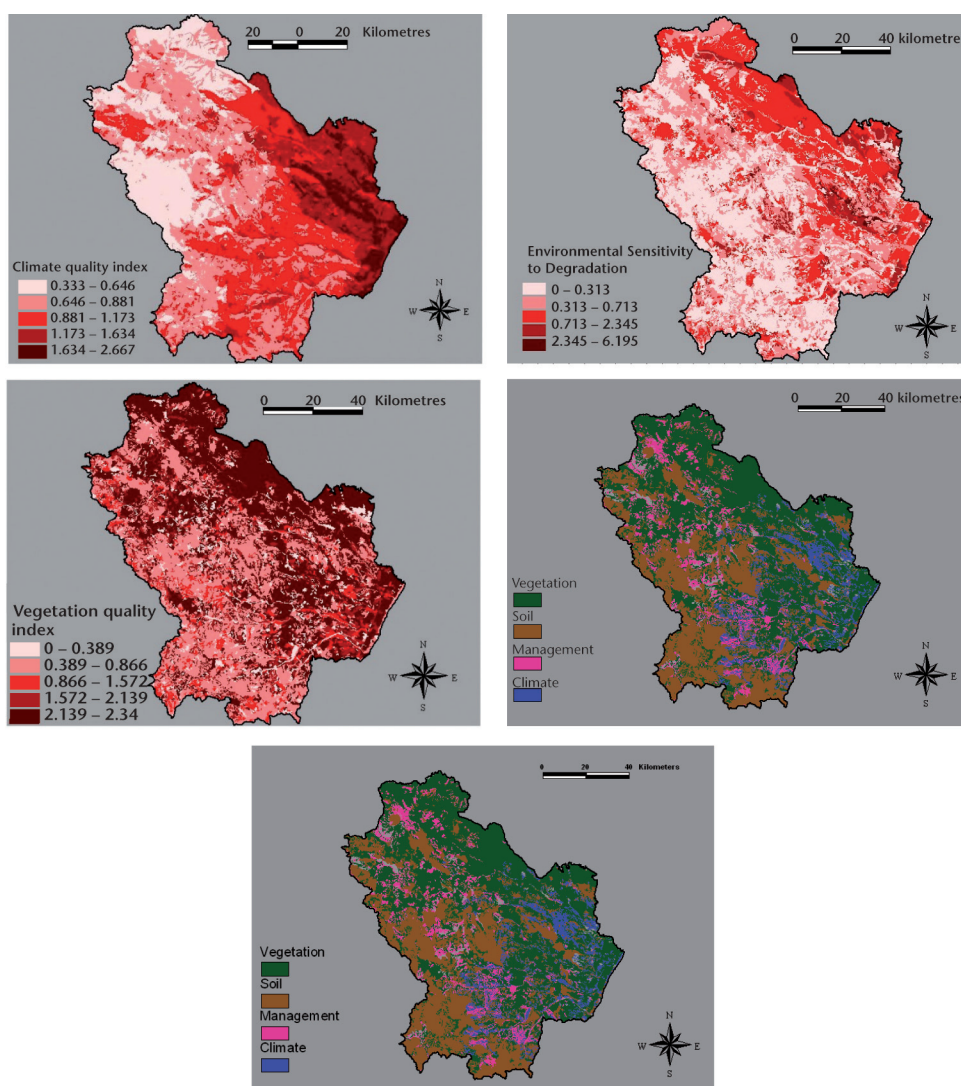 20 0 20 Kilometres
Climate quality index
0.333 – 0.646
0.646 – 0.881
0.881 – 1.173
1.173 – 1.634
1.634 – 2.667
N
W E
S
0 20 40 kilometres
Environmental Sensitivity
to Degradation
0 – 0.313
0.313 – 0.713
0.713 – 2.345
2.345 – 6.195
N
W E
S
0 20 40 Kilometres
Vegetation quality
index
0 – 0.389
0.389 – 0.866
0.866 – 1.572
1.572 – 2.139
2.139 – 2.34
N
W E
S
0 20 40 kilometres
Vegetation
Soil
Management
Climate
N
W E
S
0 20 40 Kilometers
Vegetation
Soil
Management
Climate
N
W E
S